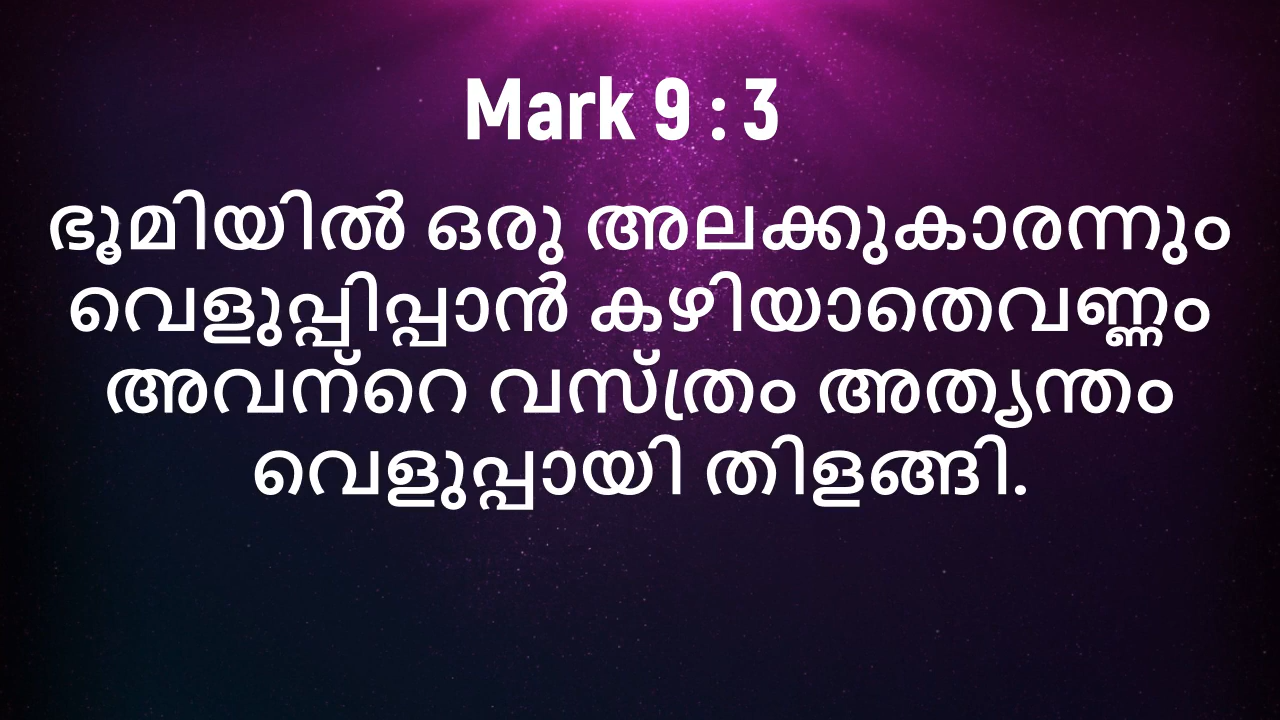 Mark 9 : 3
ഭൂമിയിൽ ഒരു അലക്കുകാരന്നും
വെളുപ്പിപ്പാൻ കഴിയാതെവണ്ണം
അവന്റെ വസ്ത്രം അത്യന്തം
വെളുപ്പായി തിളങ്ങി.